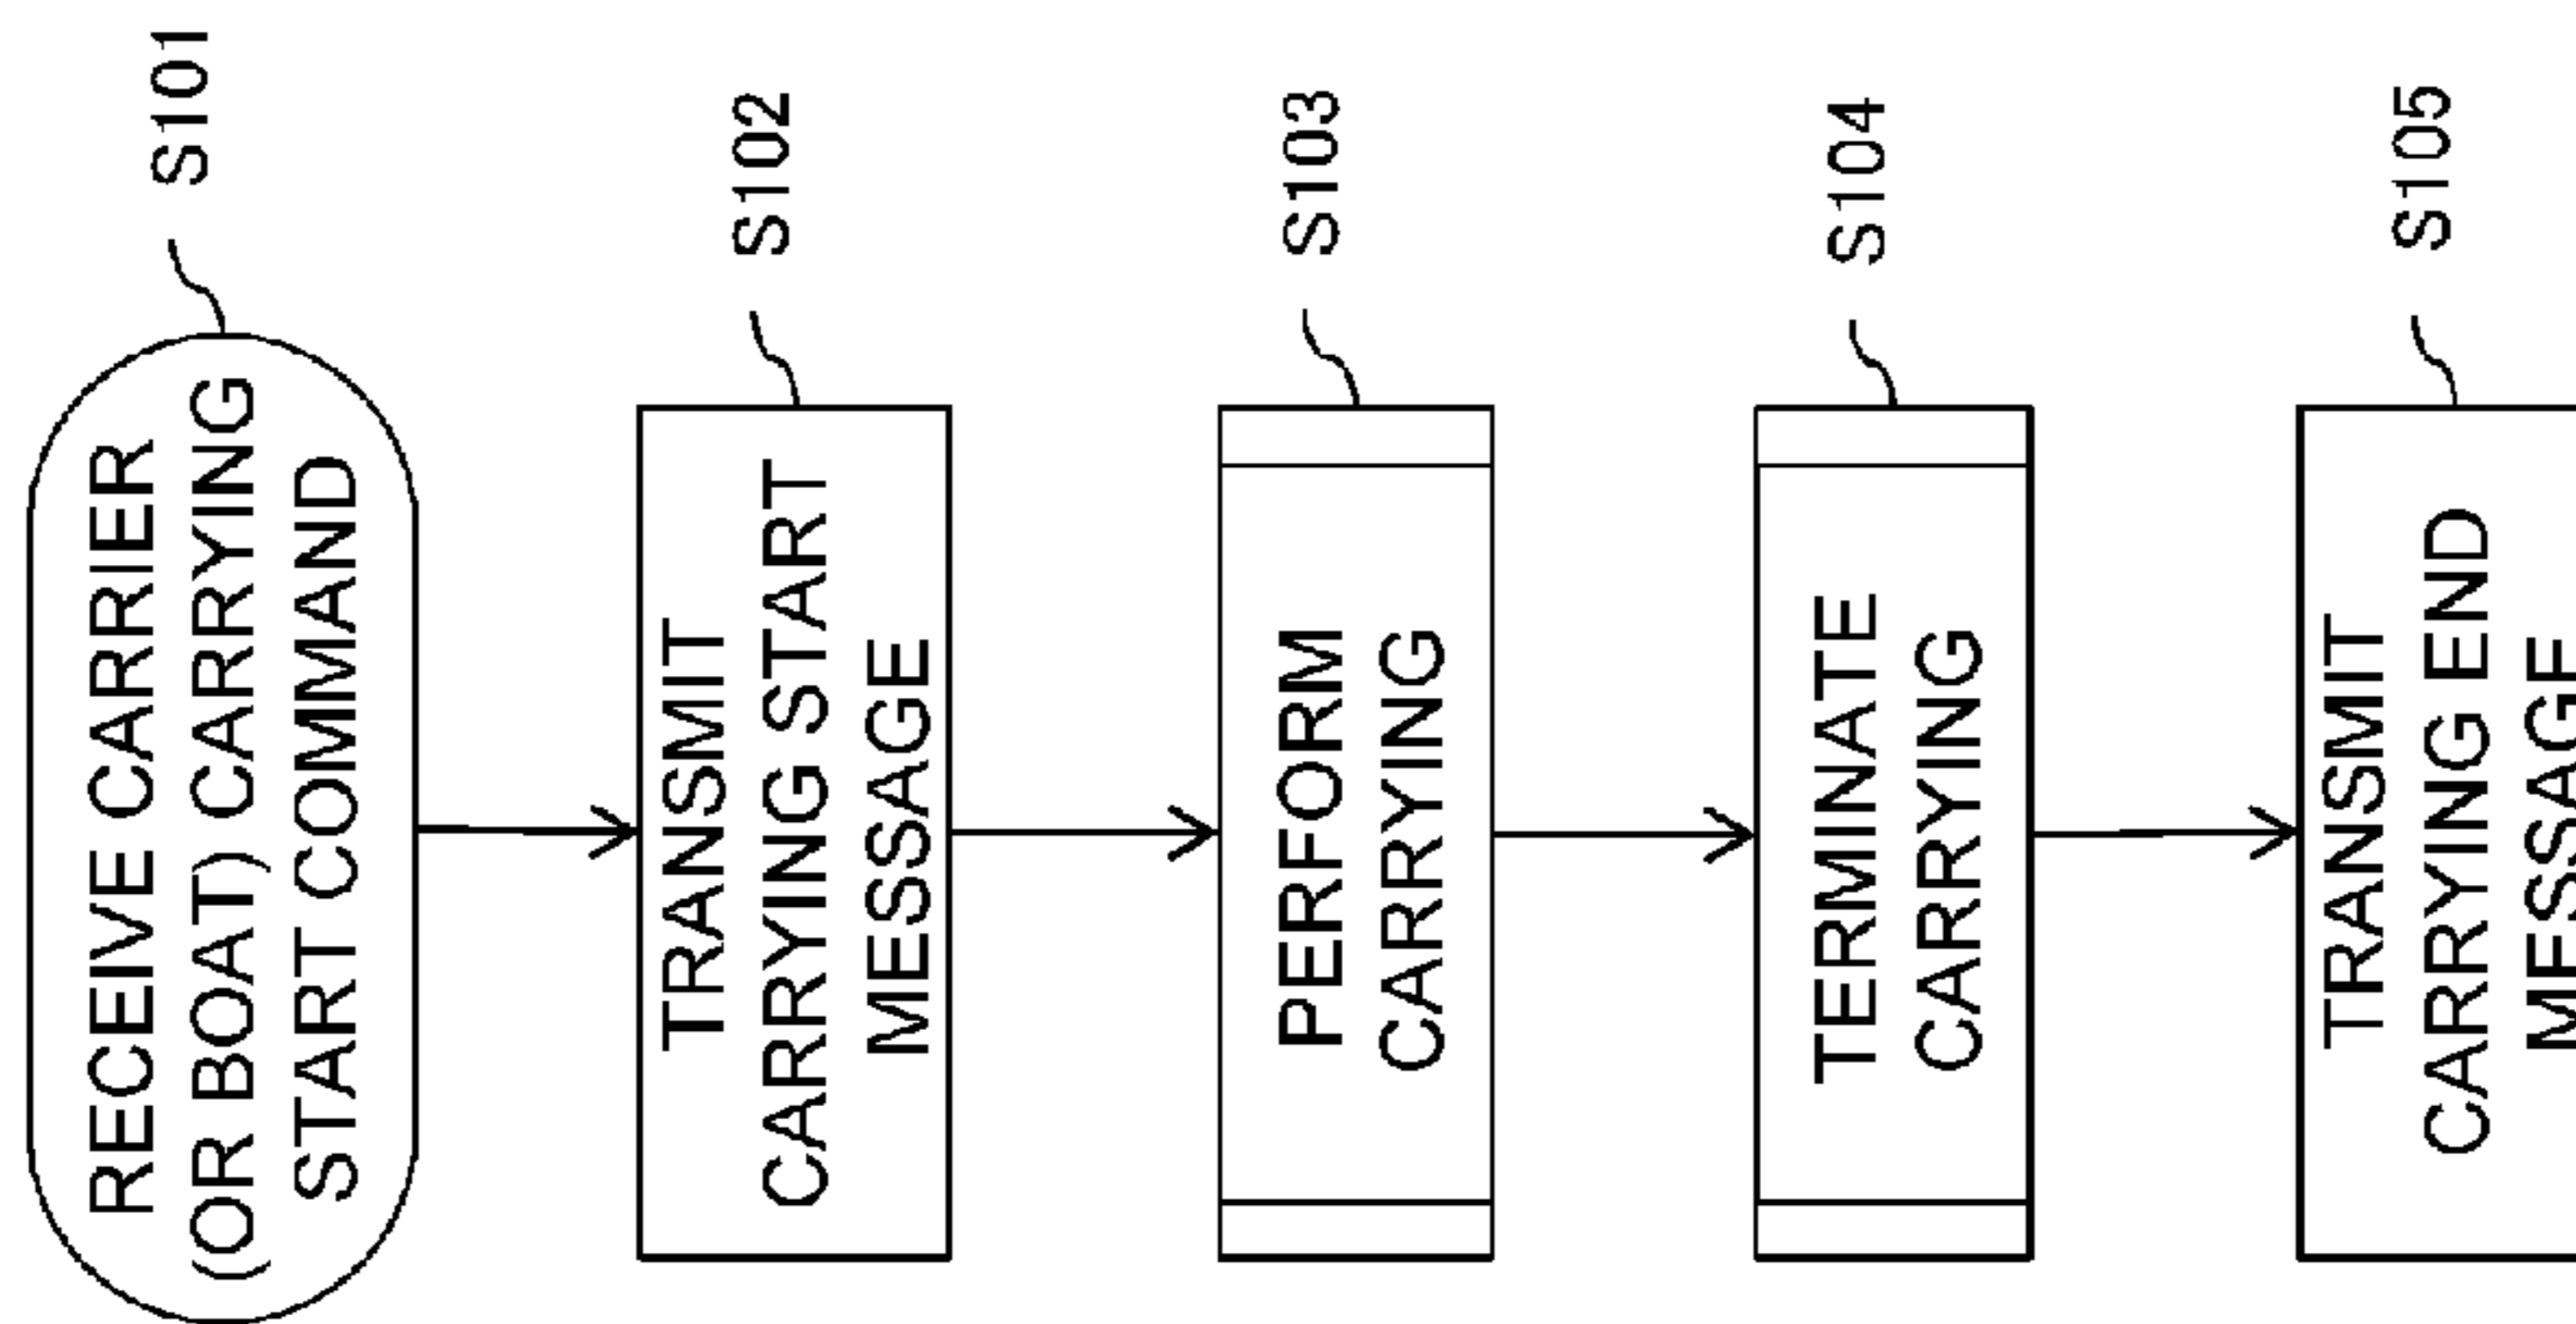 RECEIVE CARRIER
(OR BOAT) CARRYING
START COMMAND
S101
TRANSMIT
CARRYING START
MESSAGE
S102
PERFORM
CARRYING
S103
TERMINATE
CARRYING
S104
TRANSMIT
CARRYING END
MESSAGE
S105